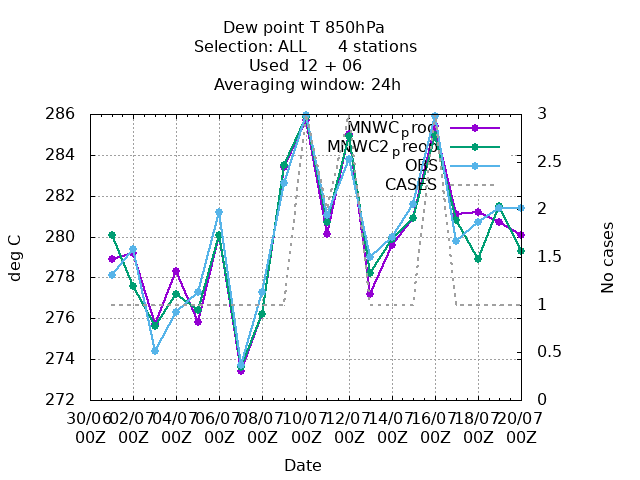 Dew point T 850hPa
Selection: ALL      4 stations
Used  12 + 06
Averaging window: 24h
286
284
282
280
278
276
274
272
3
2.5
2
1.5
1
0.5
0
MNWCprod
MNWC2preop
OBS
CASES
deg C
No cases
30/06 02/07 04/07 06/07 08/07 10/07 12/07 14/07 16/07 18/07 20/07
00Z 00Z 00Z 00Z 00Z 00Z 00Z 00Z 00Z 00Z 00Z
Date